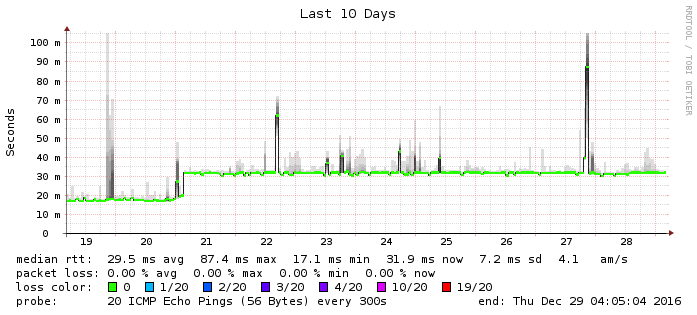 Last 10 Days
RRDTOOL / TOBI OETIKER
Seconds
100 m
90 m
80 m
70 m
60 m
50 m
40 m
30 m
20 m
10 m
0
19 20 21 22 23 24 25 26 27 28
median rtt: 29.5 ms avg 87.4 ms max 17.1 ms min 31.9 ms now 7.2 ms sd 4.1 am/s
packet loss: 0.00 % avg 0.00 % max 0.00 % min 0.00 % now
loss color: 0 1/20 2/20 3/20 4/20 10/20 19/20
probe: 20 ICMP Echo Pings (56 Bytes) every 300s end: Thu Dec 29 04:05:04 2016